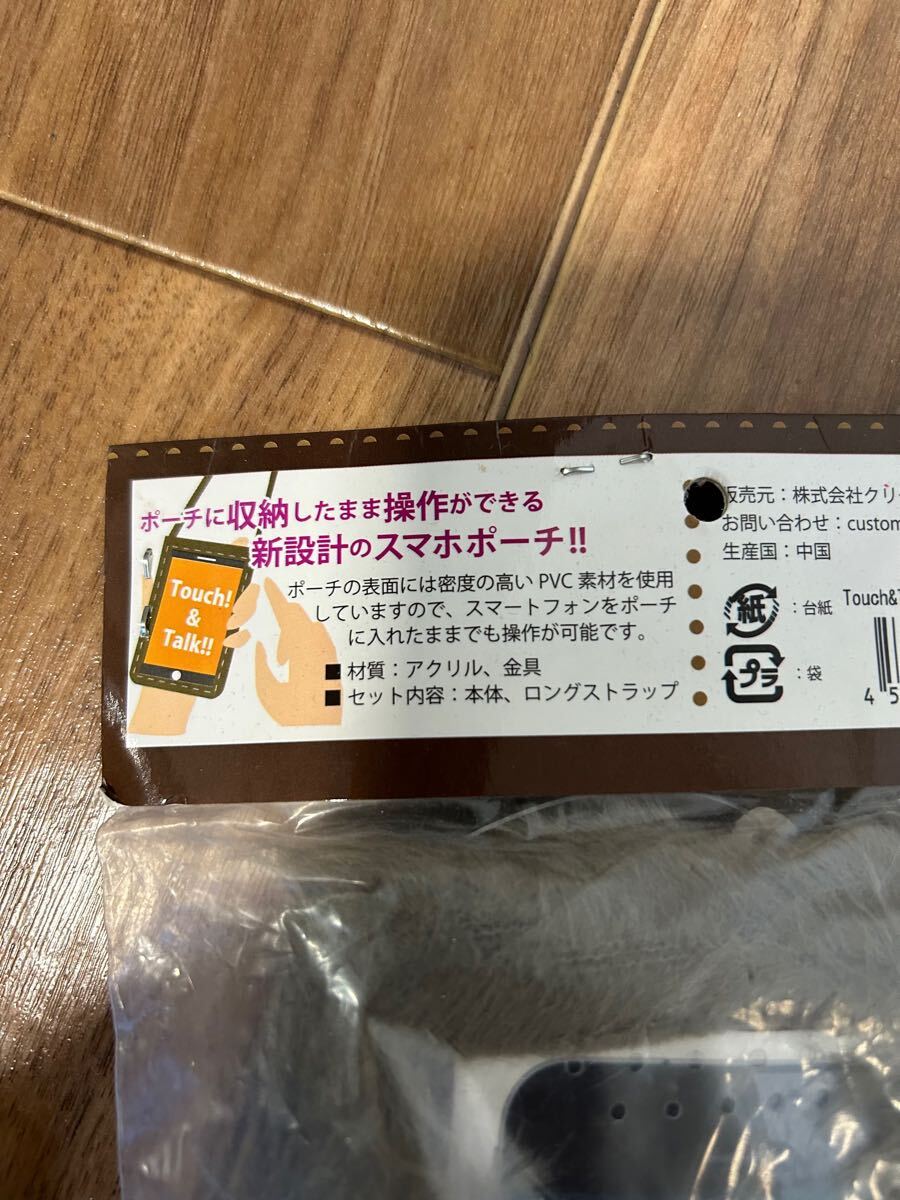 ポーチに収納したまま操作ができる
新設計のスマホポーチ!!
Touch!
&
Talk!!
ポーチの表面には密度の高い PVC 素材を使用
していますので、スマートフォンをポーチ
に入れたままでも操作が可能です。
■材質：アクリル、金具
■セット内容：本体、ロングストラップ
販売元：株式会社クリ
お問い合わせ：custom
生産国：中国
紙：台紙
プラ：袋
Touch&
4 5